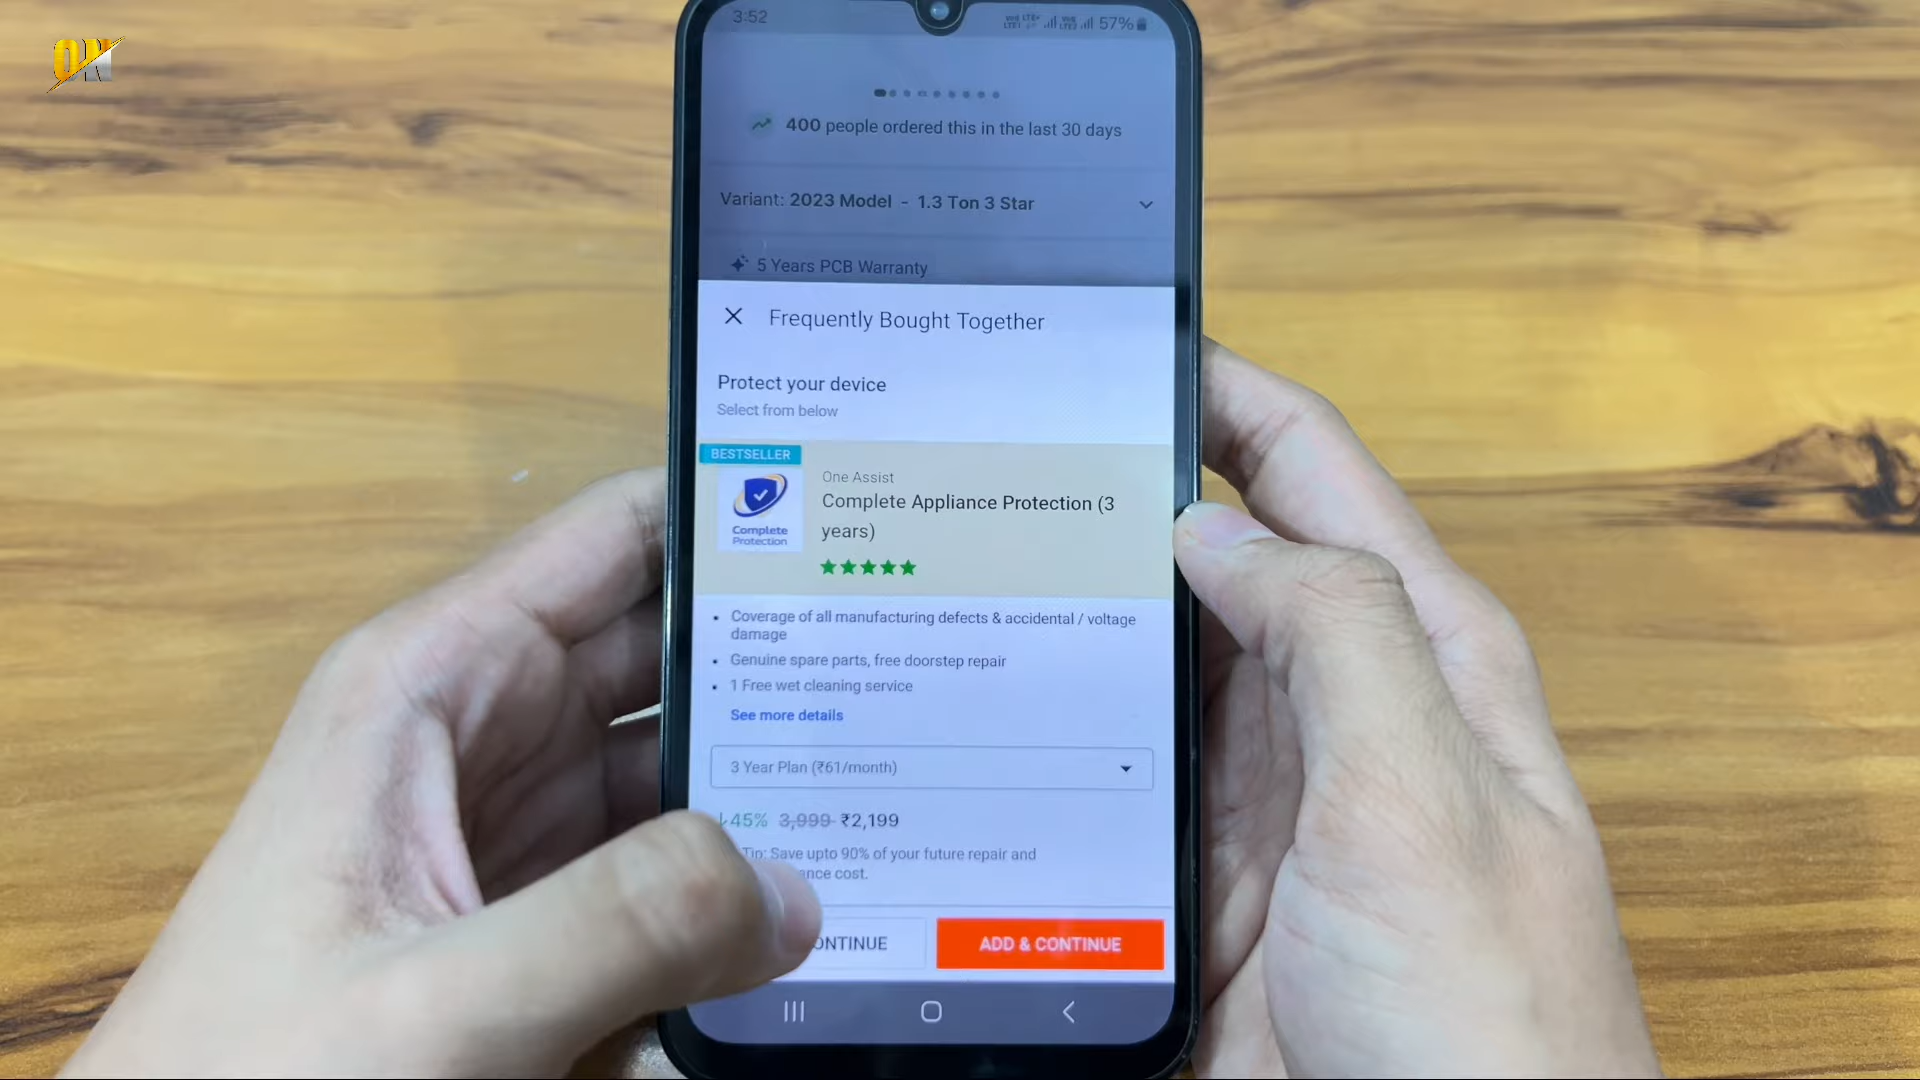 ON
3:52
57%
400 people ordered this in the last 30 days
Variant: 2023 Model - 1.3 Ton 3 Star
5 Years PCB Warranty
Frequently Bought Together
Protect your device
Select from below
BESTSELLER
One Assist
Complete Appliance Protection (3
years)
Complete
Protection
• Coverage of all manufacturing defects & accidental / voltage
damage
• Genuine spare parts, free doorstep repair
• 1 Free wet cleaning service
See more details
3 Year Plan (₹61/month)
↓45% 3,999 ₹2,199
Tip: Save upto 90% of your future repair and
cost.
ADD & CONTINUE